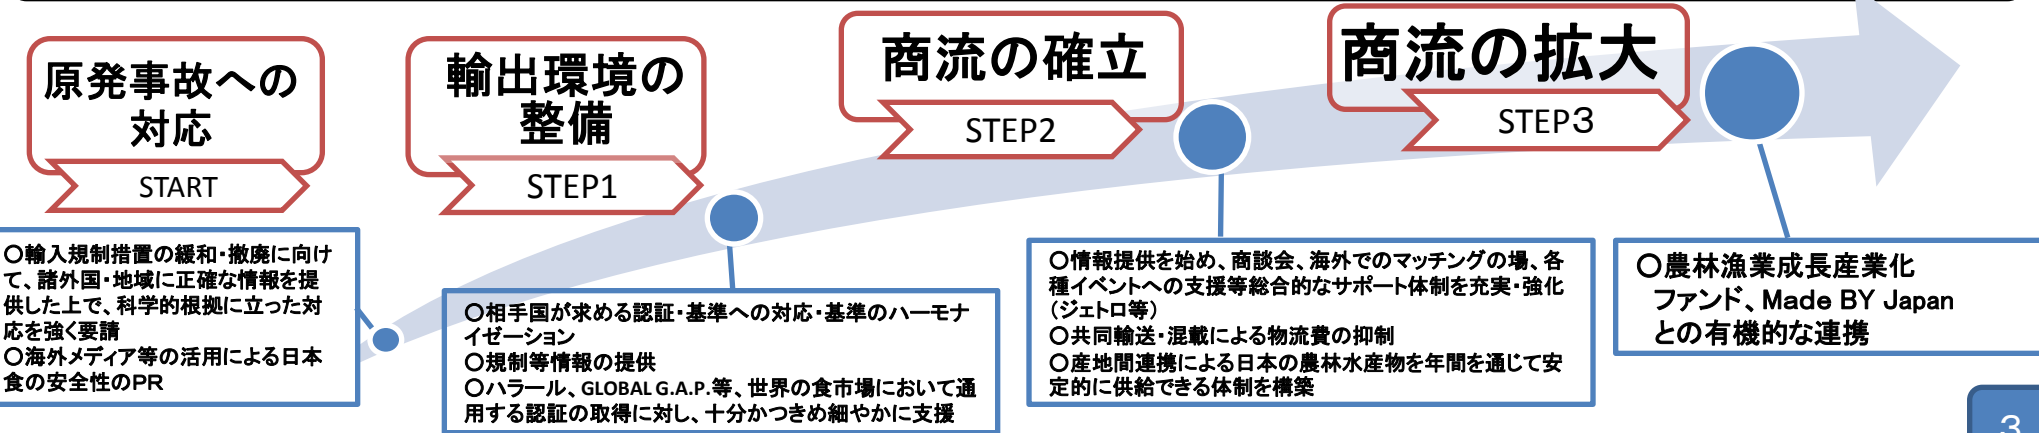 原発事故への
対応
START
〇輸入規制措置の緩和・撤廃に向け
て、諸外国・地域に正確な情報を提
供した上で、科学的根拠に立った対
応を強く要請
〇海外メディア等の活用による日本
食の安全性のPR
輸出環境の
整備
STEP1
〇相手国が求める認証・基準への対応・基準のハーモナ
イゼーション
〇規制等情報の提供
〇ハラール、GLOBAL G.A.P.等、世界の食市場において通
用する認証の取得に対し、十分かつきめ細やかに支援
商流の確立
STEP2
〇情報提供を始め、商談会、海外でのマッチングの場、各
種イベントへの支援等総合的なサポート体制を充実・強化
（ジェトロ等）
〇共同輸送・混載による物流費の抑制
〇産地間連携による日本の農林水産物を年間を通じて安
定的に供給できる体制を構築
商流の拡大
STEP３
〇農林漁業成長産業化
ファンド、Made BY Japan
との有機的な連携
3